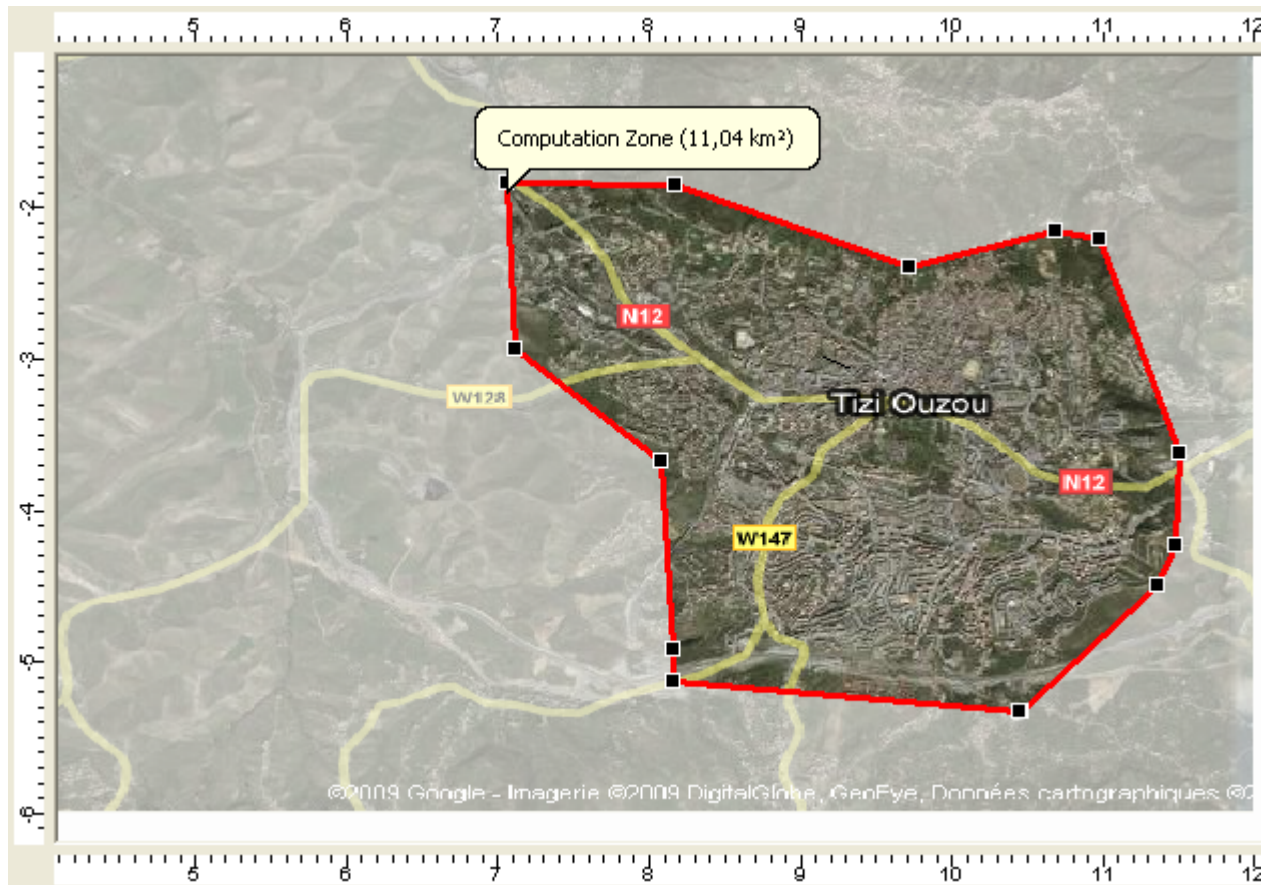 5 6 7 8 9 10 11 12
Computation Zone (11,04 km²)
-2
N12
-3
W128
Tizi Ouzou
N12
-4
W147
-5
©2009 Google - Imagerie ©2009 DigitalGlobe, GeoEye, Données cartographiques ©2
-6
5 6 7 8 9 10 11 12